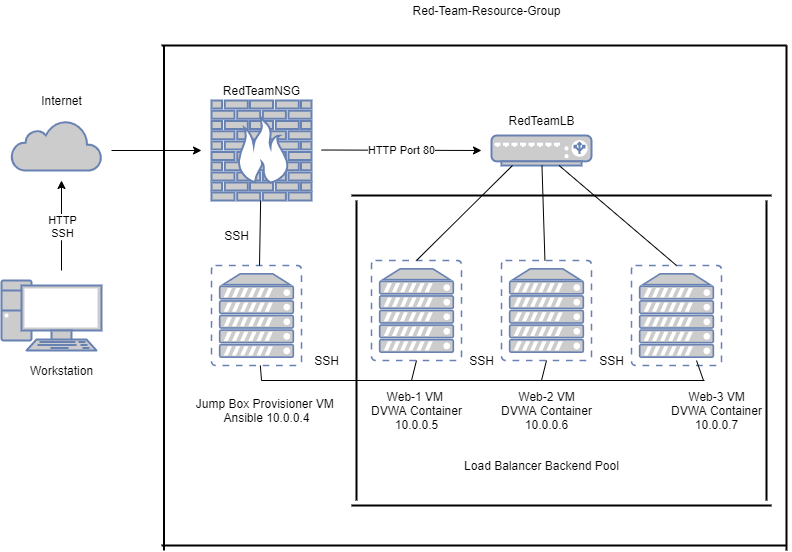 Red-Team-Resource-Group
Internet
RedTeamNSG
RedTeamLB
HTTP Port 80
HTTP
SSH
SSH
Workstation
SSH
SSH
SSH
Jump Box Provisioner VM
Ansible 10.0.0.4
Web-1 VM
DVWA Container
10.0.0.5
Web-2 VM
DVWA Container
10.0.0.6
Web-3 VM
DVWA Container
10.0.0.7
Load Balancer Backend Pool